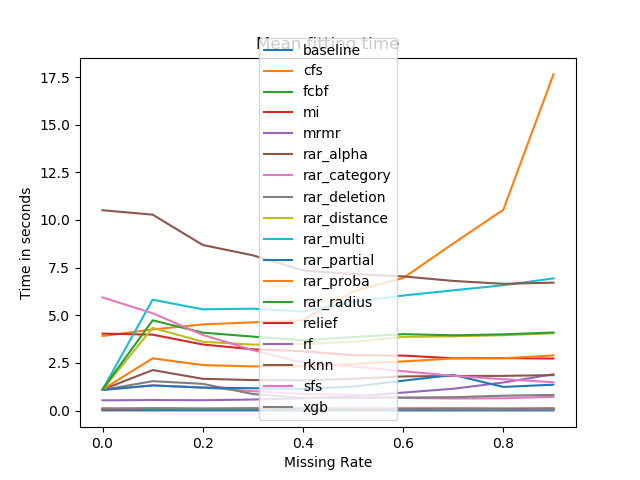 Mean fitting time
17.5
15.0
12.5
10.0
7.5
5.0
2.5
0.0
Time in seconds
baseline
cfs
fcbf
mi
mrmr
rar_alpha
rar_category
rar_deletion
rar_distance
rar_multi
rar_partial
rar_proba
rar_radius
relief
rf
rknn
sfs
xgb
0.0 0.2 0.4 0.6 0.8
Missing Rate